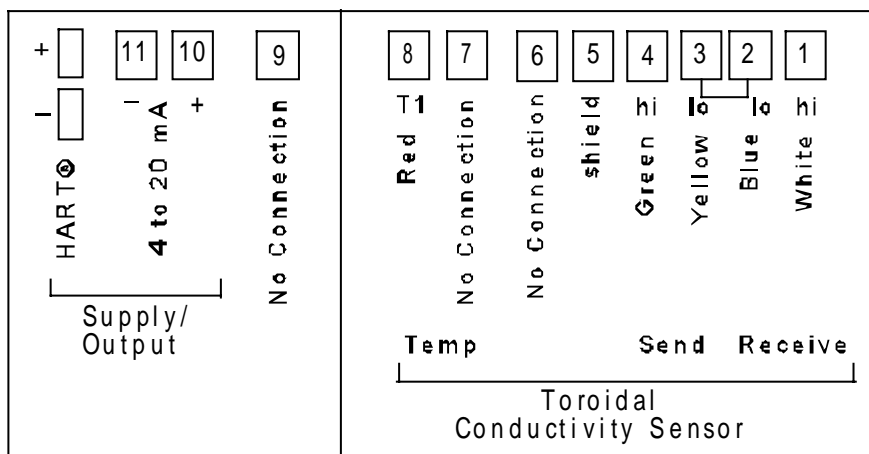 + 11 10 9 8 7 6 5 4 3 2 1
− − + T1 hi lo lo hi
HART®
4 to 20 mA
No Connection
Red
No Connection
No Connection
shield
Green
Yellow
Blue
White
Supply/
Output
Temp Send Receive
Toroidal
Conductivity Sensor